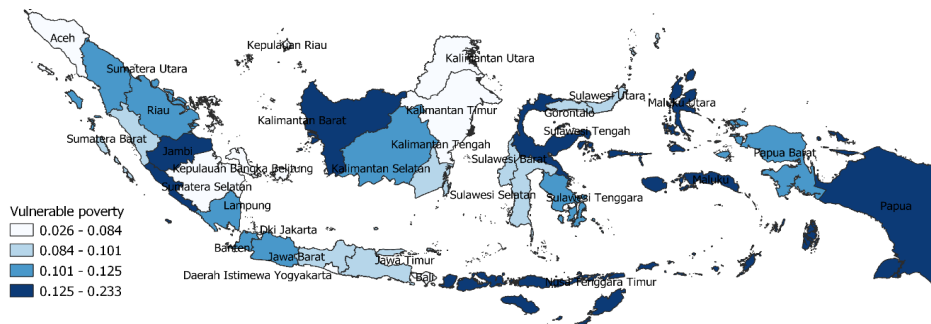 Aceh
Kepulauan Riau
Kalimantan Utara
Sumatera Utara
Sulawesi Utara
Riau
Maluku Utara
Kalimantan Timur
Gorontalo
Kalimantan Barat
Sumatera Barat
Sulawesi Tengah
Kalimantan Tengah
Jambi
Papua Barat
Sulawesi Barat
Kepulauan Bangka Belitung
Kalimantan Selatan
Maluku
Sumatera Selatan
Sulawesi Selatan
Sulawesi Tenggara
Lampung
Papua
Vulnerable poverty
0.026 - 0.084
0.084 - 0.101
0.101 - 0.125
0.125 - 0.233
Dki Jakarta
Banten
Jawa Barat
Jawa Timur
Daerah Istimewa Yogyakarta
Bali
Nusa Tenggara Timur